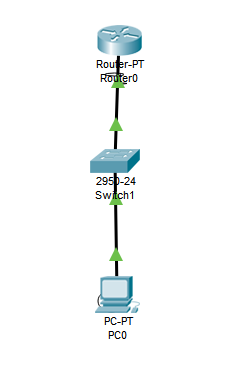 Router-PT
Router0
2950-24
Switch1
PC-PT
PC0